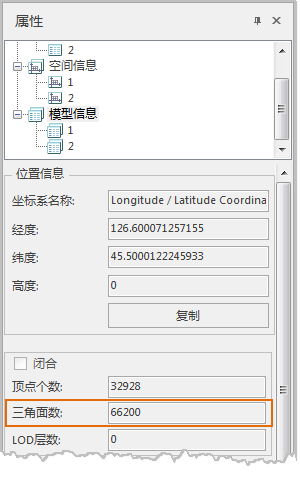 属性
2
空间信息
1
2
模型信息
1
2
位置信息
坐标系名称: Longitude / Latitude Coordina
经度: 126.600071257155
纬度: 45.5000122245933
高度: 0
复制
闭合
顶点个数: 32928
三角面数: 66200
LOD层数: 0